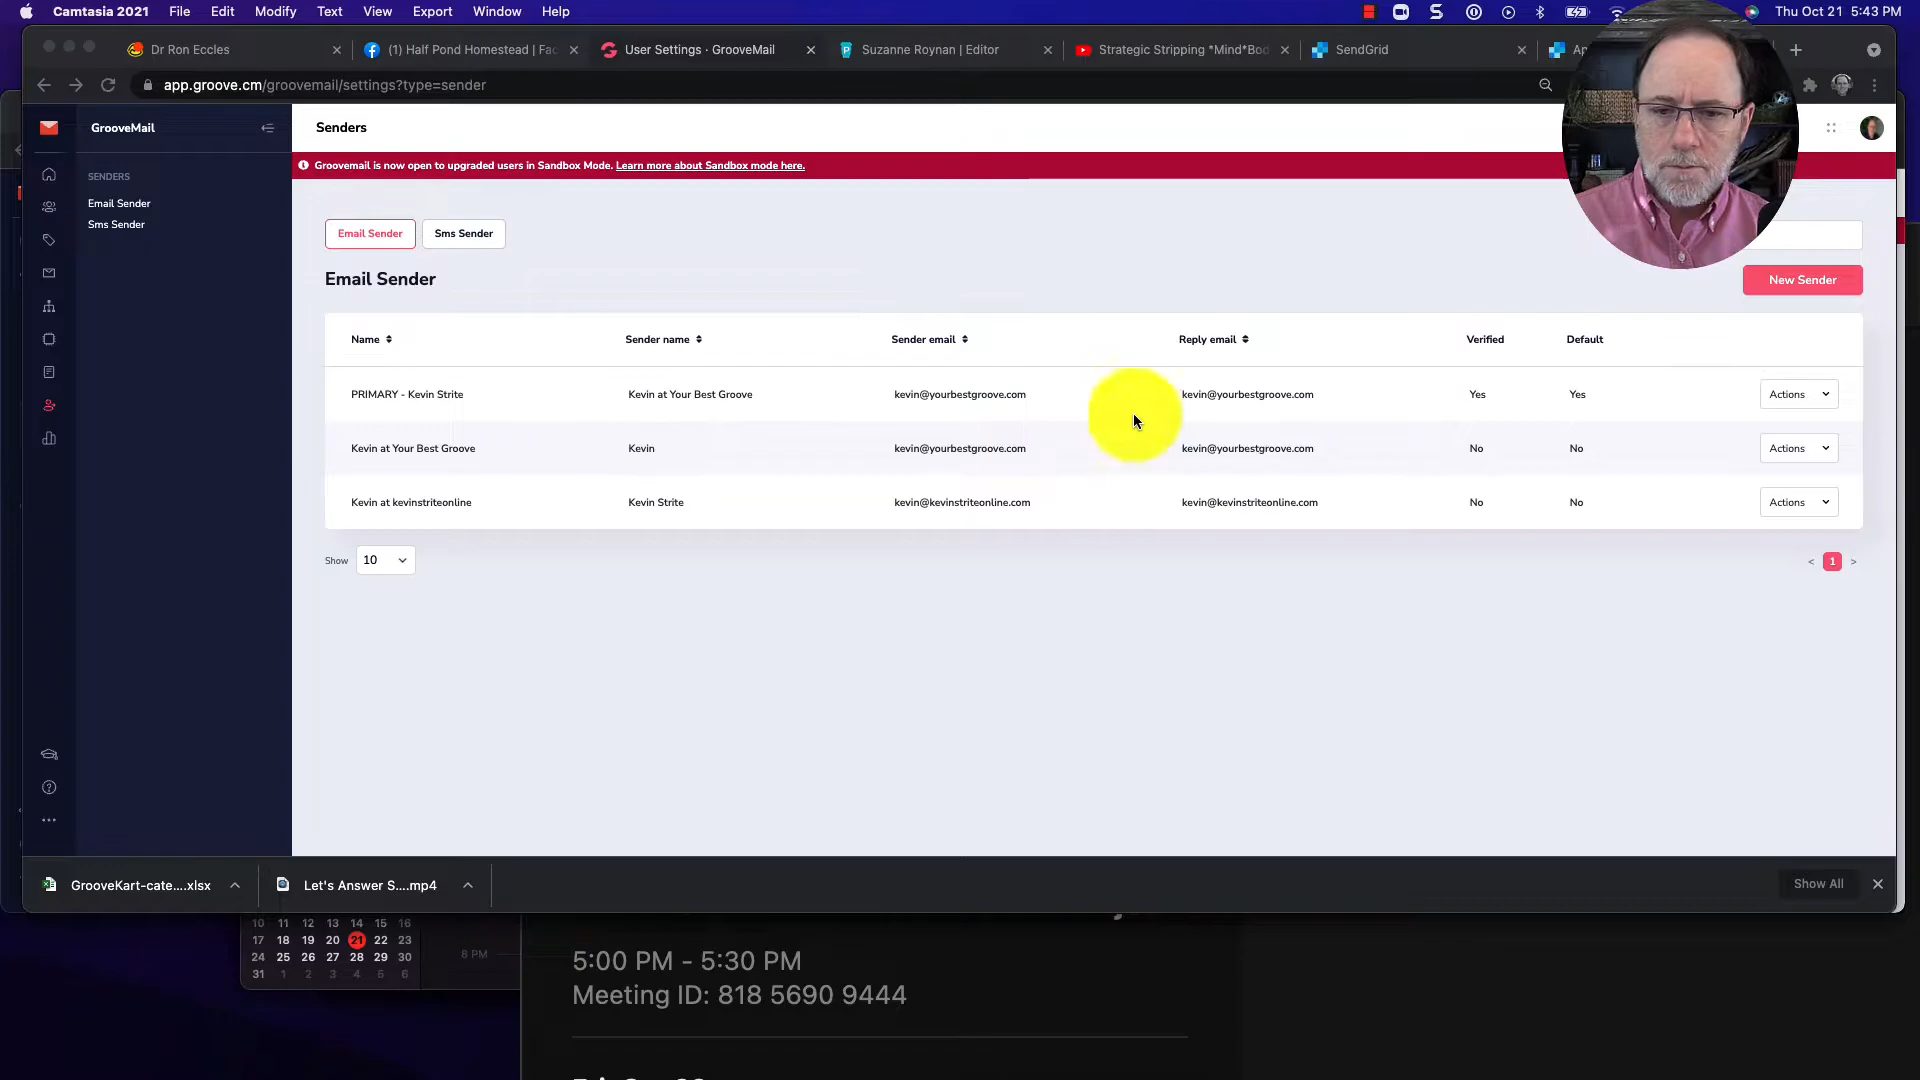 Camtasia 2021 File Edit Modify Text View Export Window Help Thu Oct 21 5:43 PM
Dr Ron Eccles (1) Half Pond Homestead | Fac User Settings · GrooveMail Suzanne Roynan | Editor Strategic Stripping *Mind*Bod SendGrid Ap
app.groove.cm/groovemail/settings?type=sender
GrooveMail
Senders
Groovemail is now open to upgraded users in Sandbox Mode. Learn more about Sandbox mode here.
SENDERS
Email Sender
Sms Sender
Email Sender Sms Sender
Email Sender
New Sender
Name Sender name Sender email Reply email Verified Default
PRIMARY - Kevin Strite Kevin at Your Best Groove kevin@yourbestgroove.com kevin@yourbestgroove.com Yes Yes Actions
Kevin at Your Best Groove Kevin kevin@yourbestgroove.com kevin@yourbestgroove.com No No Actions
Kevin at kevinstriteonline Kevin Strite kevin@kevinstriteonline.com kevin@kevinstriteonline.com No No Actions
Show 10 < 1 >
GrooveKart-cate....xlsx Let's Answer S....mp4 Show All
10 11 12 13 14 15 16
17 18 19 20 21 22 23
24 25 26 27 28 29 30
31 1 2 3 4 5 6
8 PM
5:00 PM - 5:30 PM
Meeting ID: 818 5690 9444